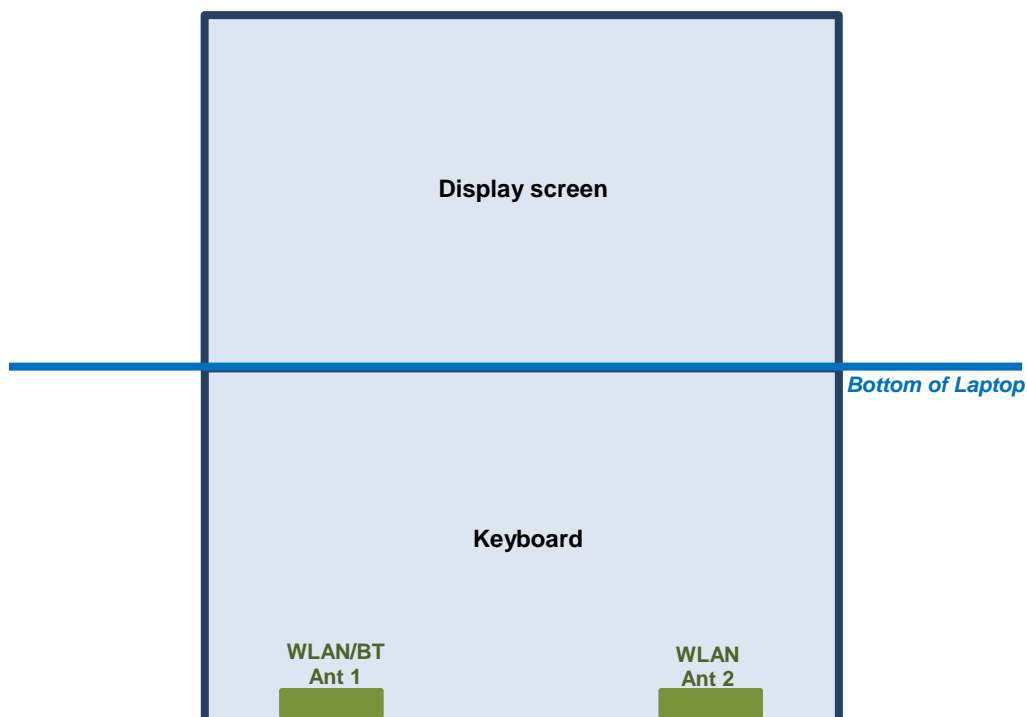 Display screen
Bottom of Laptop
Keyboard
WLAN/BT
Ant 1
WLAN
Ant 2